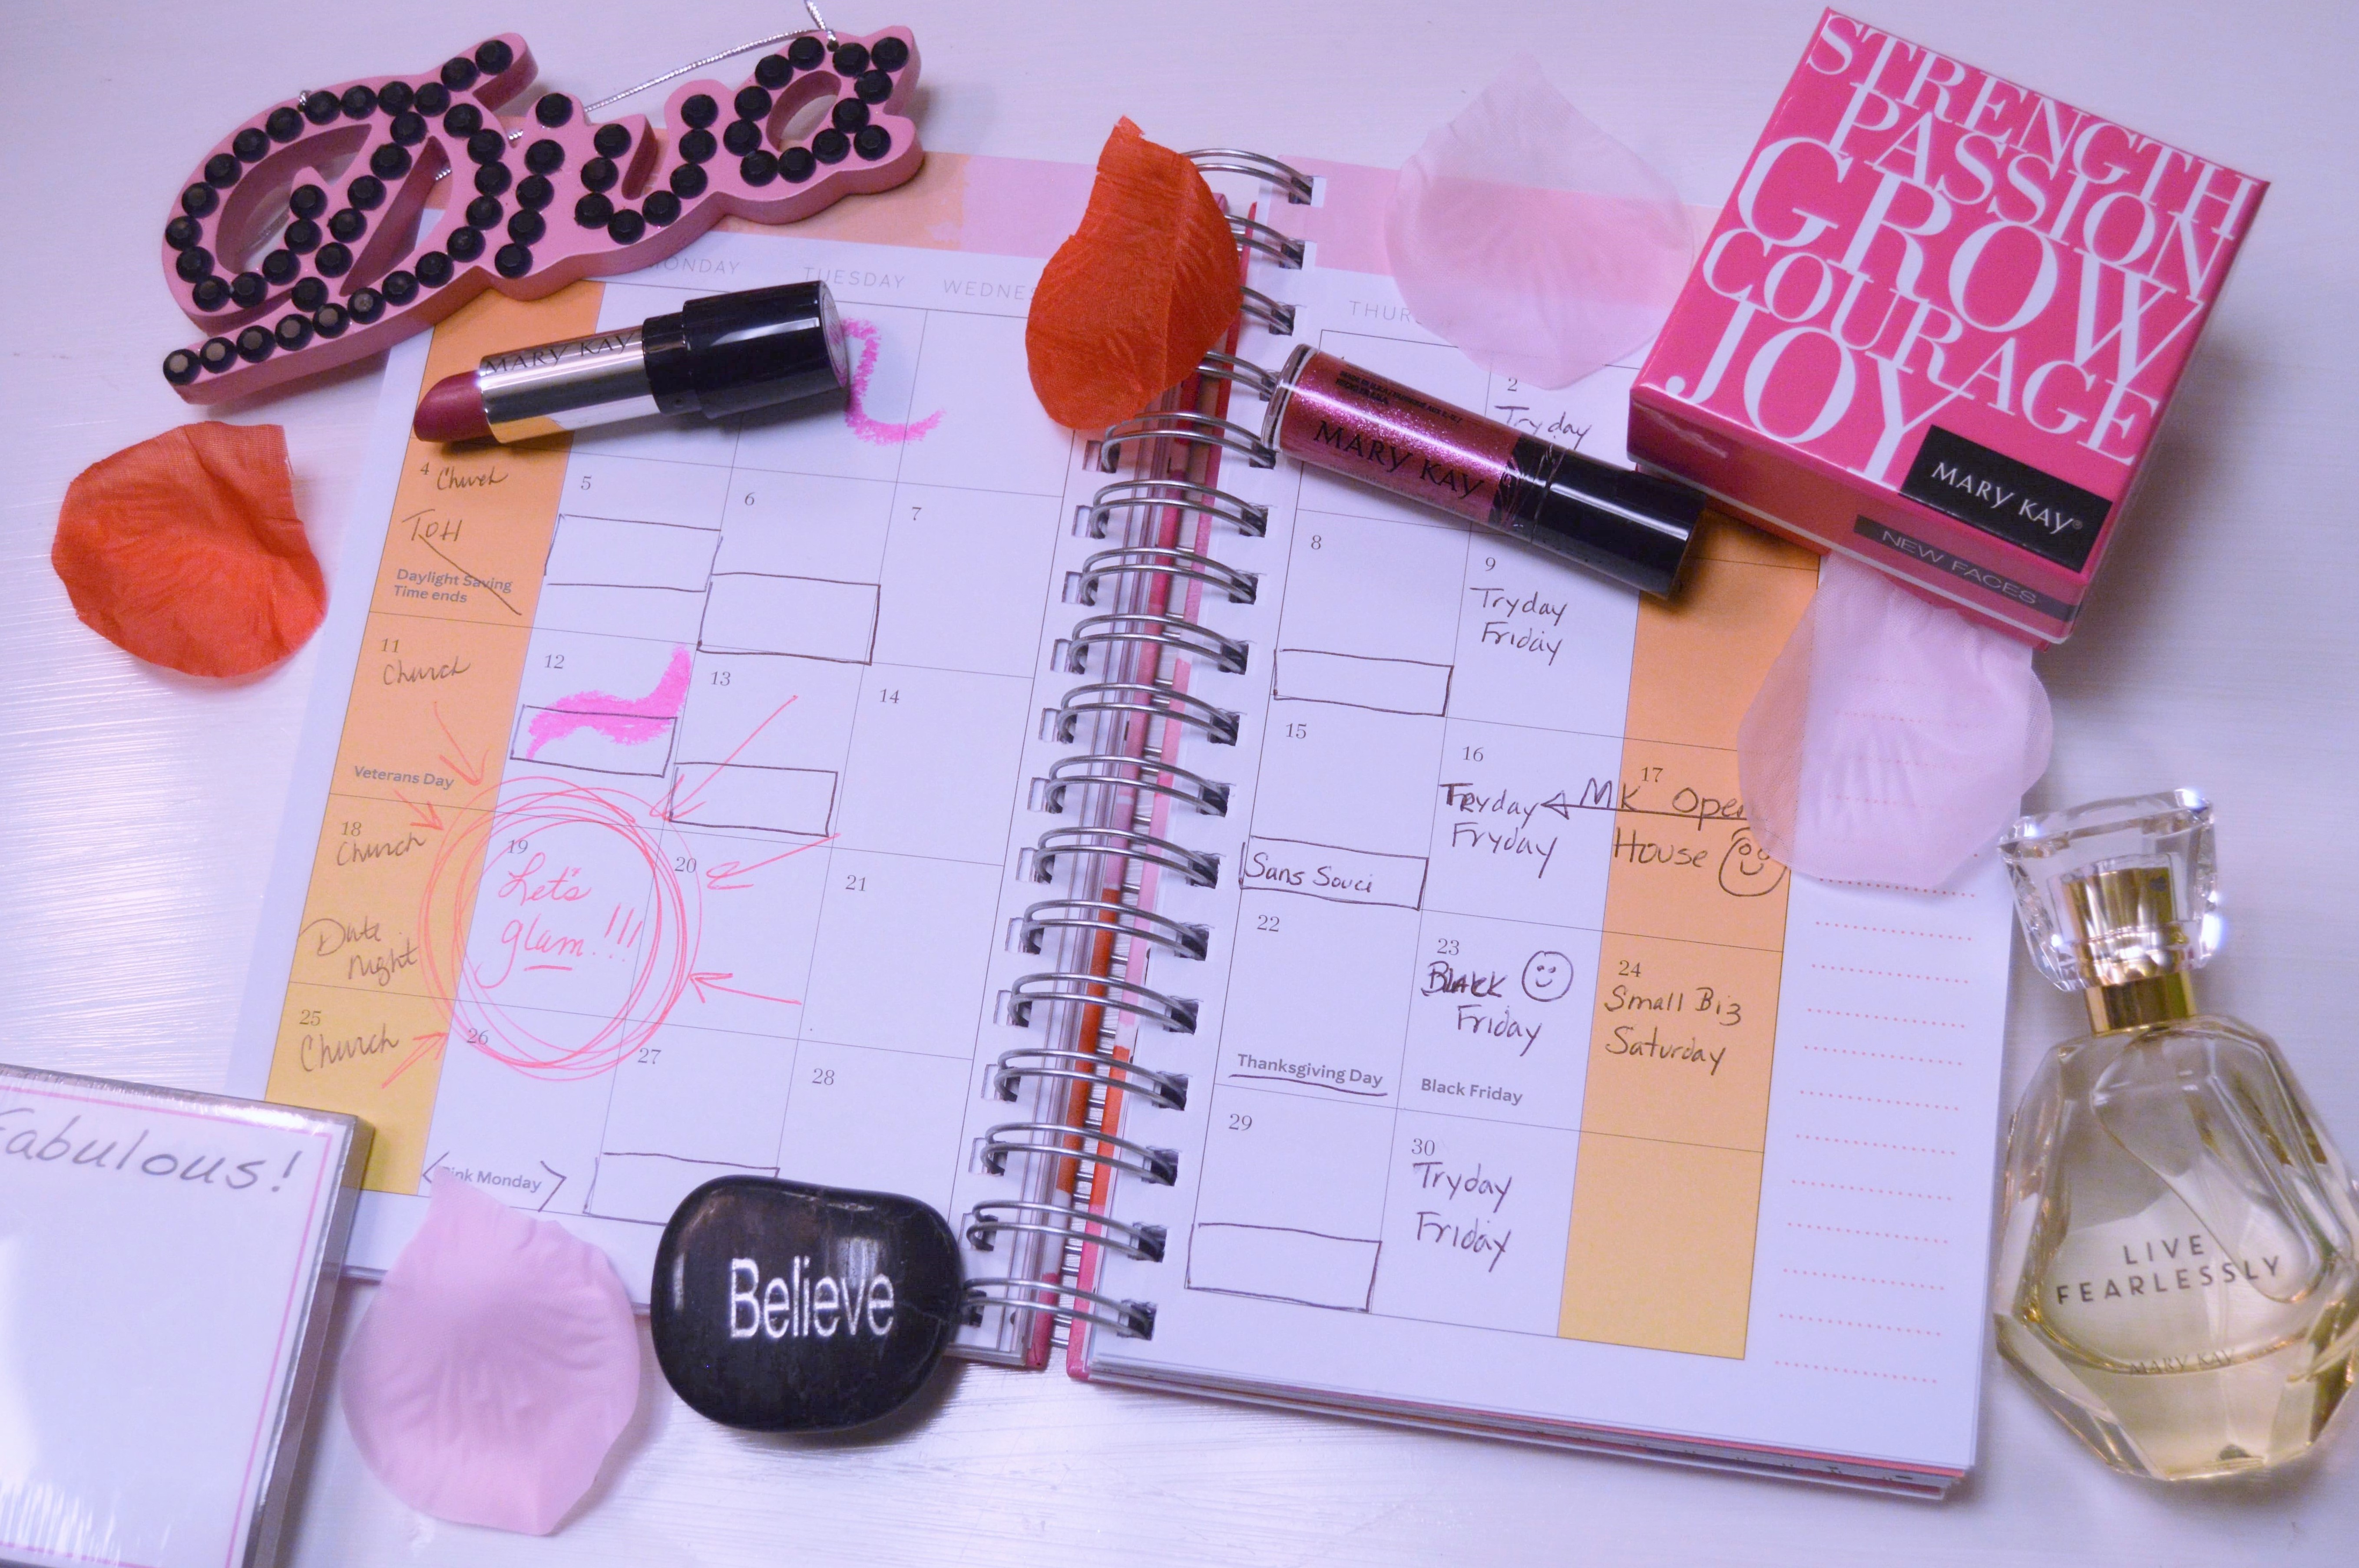 Diva
MONDAY
TUESDAY
MARY KAY
4 Church
TOH
Daylight Saving
Time ends
5
6
7
11
Church
Veterans Day
12
13
14
18
Church
Date
Night
19
Let's
glam!!!
20
21
25
Church
26
Monday
27
28
Fabulous!
Believe
2
Tryday
MARY KAY
8
9
Tryday
Friday
15
Sans Souci
16
Tryday
Fryday
17
MK Open
House
22
Thanksgiving Day
23
Black
Friday
Black Friday
24
Small Biz
Saturday
29
30
Tryday
Friday
STRENGTH
PASSION
GROW
COURAGE
JOY
MARY KAY®
NEW FACES
LIVE
FEARLESSLY
MARY KAY